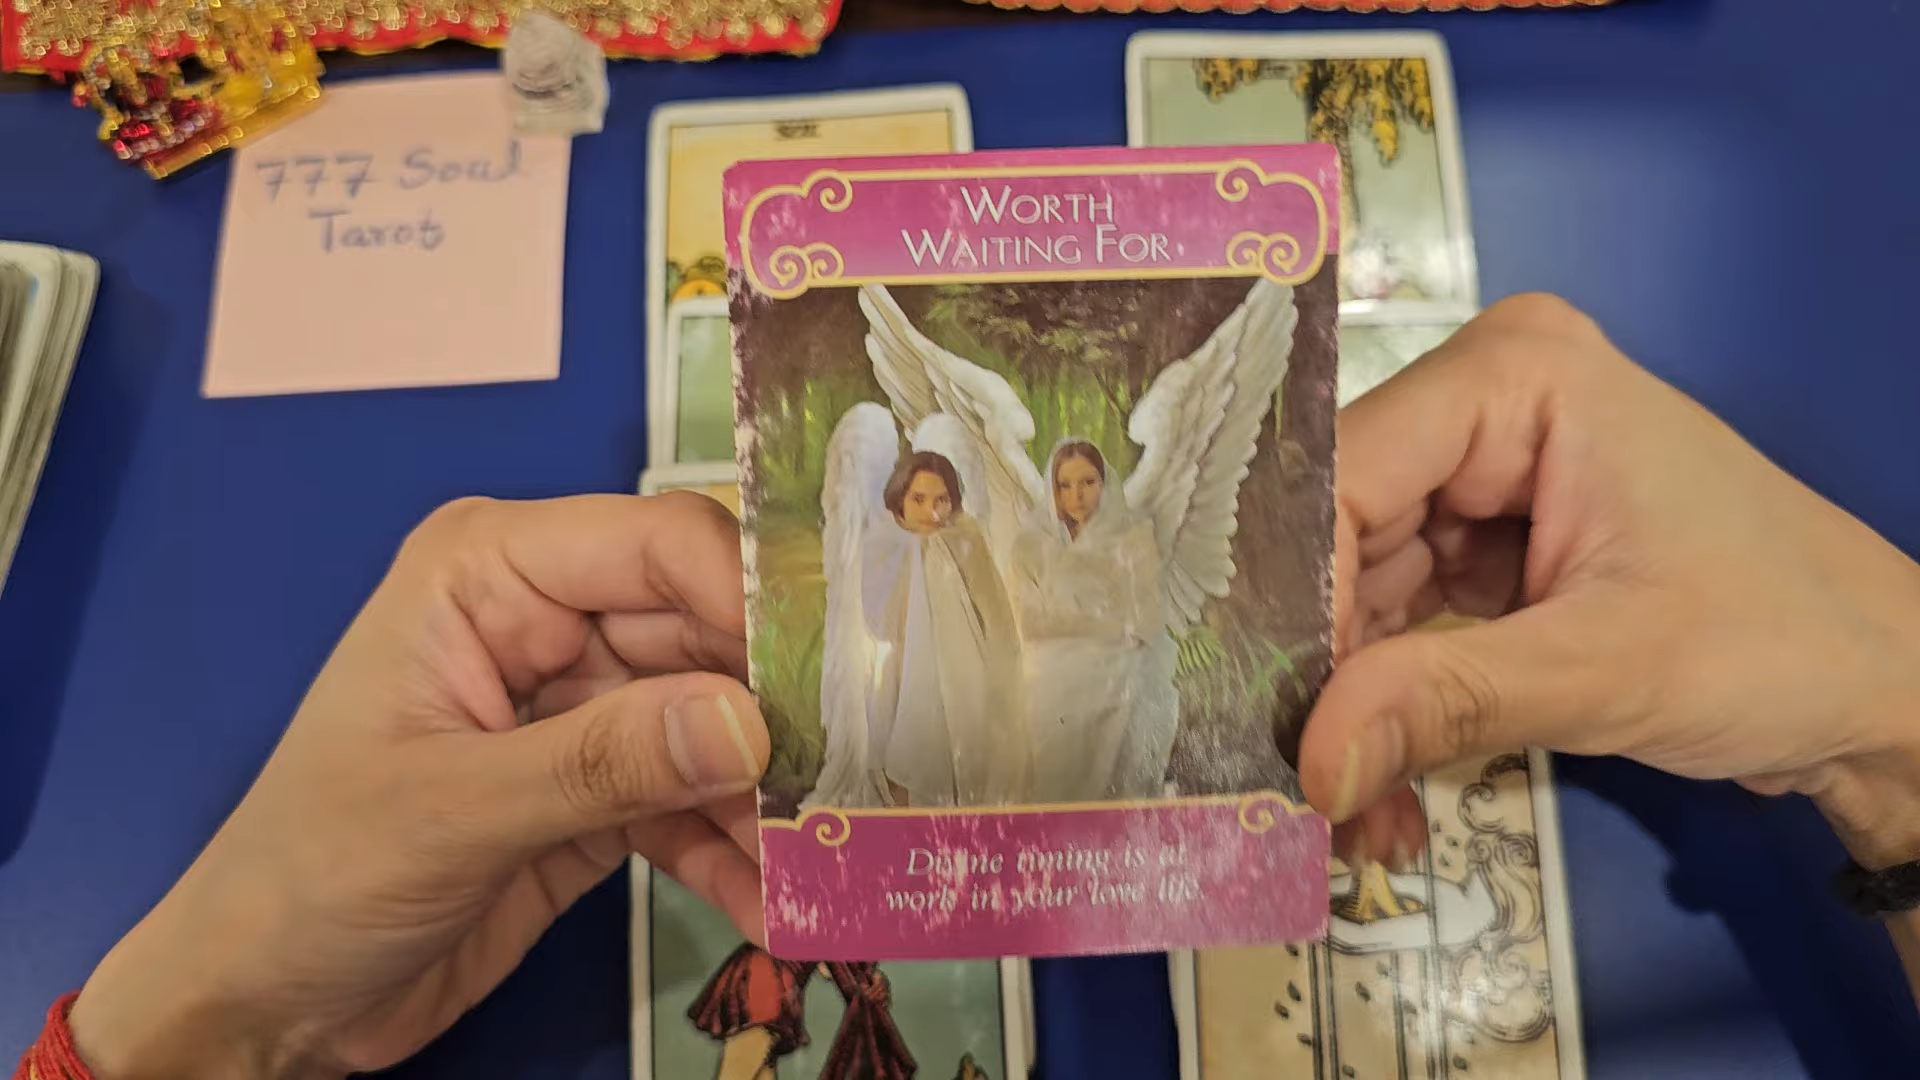 777 Soul
Tarot
WORTH
WAITING FOR
Divine timing is at
work in your love life.